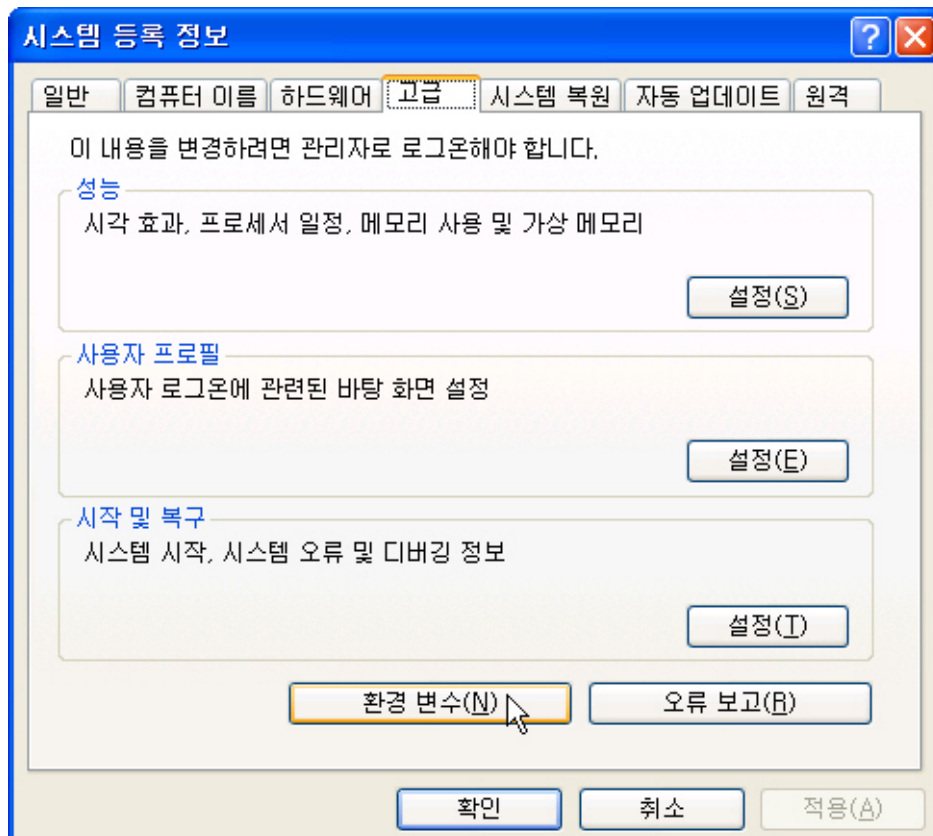 시스템 등록 정보
일반 컴퓨터 이름 하드웨어 고급 시스템 복원 자동 업데이트 원격
이 내용을 변경하려면 관리자로 로그온해야 합니다.
성능
시각 효과, 프로세서 일정, 메모리 사용 및 가상 메모리
설정(S)
사용자 프로필
사용자 로그온에 관련된 바탕 화면 설정
설정(E)
시작 및 복구
시스템 시작, 시스템 오류 및 디버깅 정보
설정(T)
환경 변수(N) 오류 보고(R)
확인 취소 적용(A)